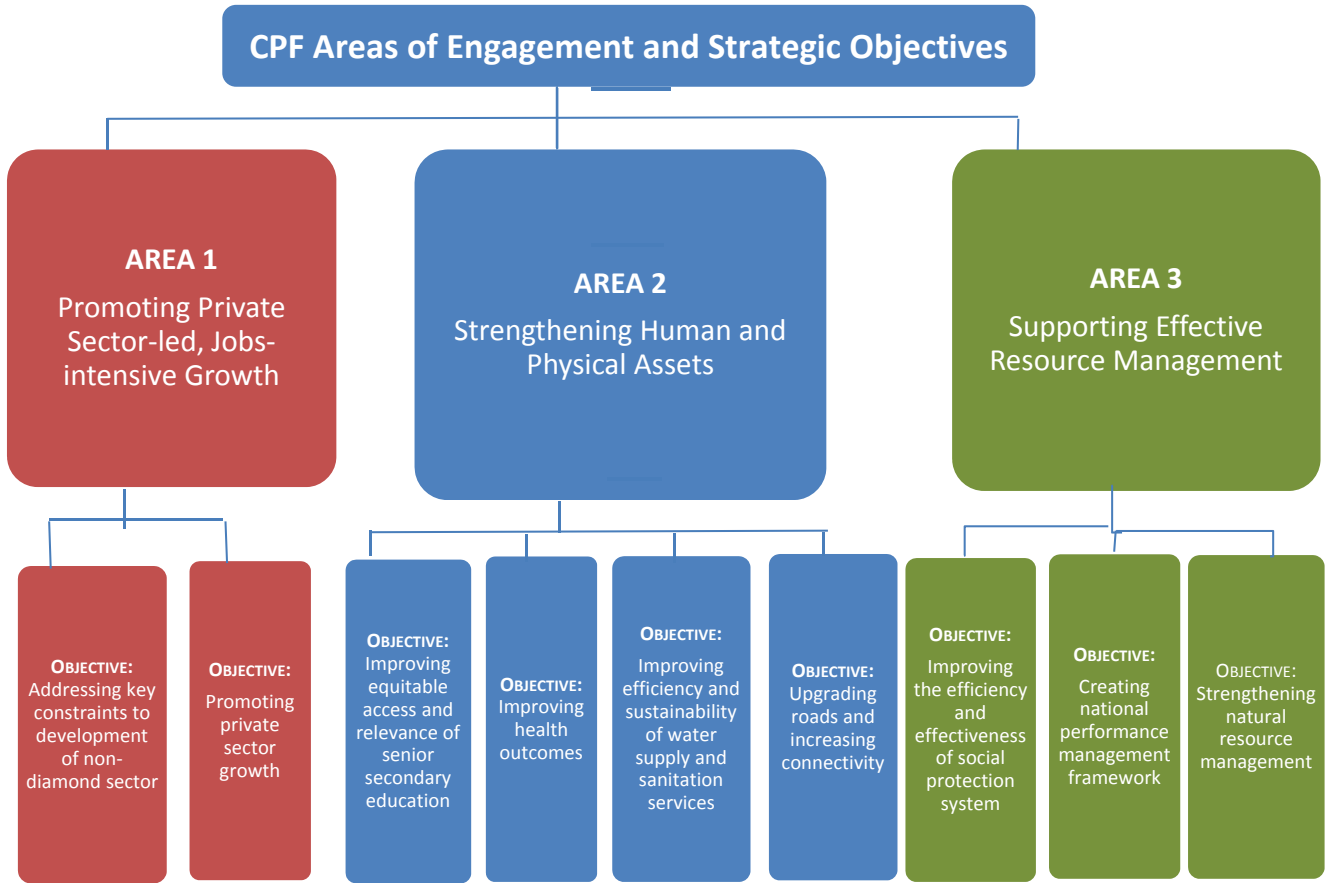 CPF Areas of Engagement and Strategic Objectives
AREA 1
Promoting Private
Sector-led, Jobs-
intensive Growth
AREA 2
Strengthening Human and
Physical Assets
AREA 3
Supporting Effective
Resource Management
OBJECTIVE:
Addressing key
constraints to
development
of non-
diamond sector
OBJECTIVE:
Promoting
private
sector
growth
OBJECTIVE:
Improving
equitable
access and
relevance of
senior
secondary
education
OBJECTIVE:
Improving
health
outcomes
OBJECTIVE:
Improving
efficiency and
sustainability
of water
supply and
sanitation
services
OBJECTIVE:
Upgrading
roads and
increasing
connectivity
OBJECTIVE:
Improving
the efficiency
and
effectiveness
of social
protection
system
OBJECTIVE:
Creating
national
performance
management
framework
OBJECTIVE:
Strengthening
natural
resource
management